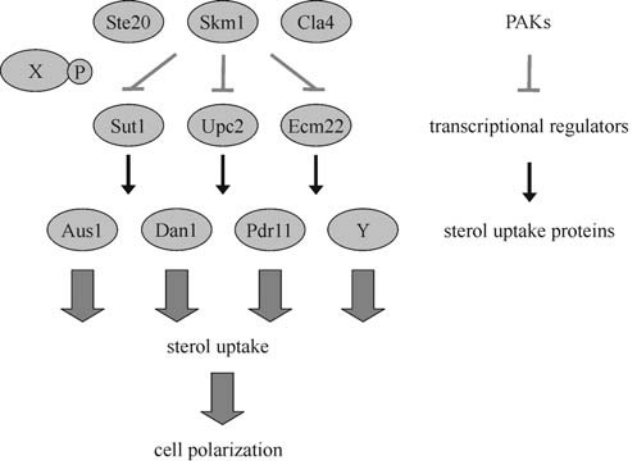 Ste20 Skm1 Cla4 PAKs
X P
Sut1 Upc2 Ecm22 transcriptional regulators
Aus1 Dan1 Pdr11 Y sterol uptake proteins
sterol uptake
cell polarization